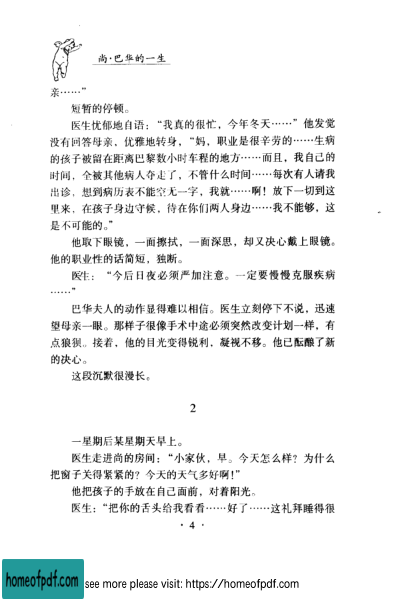 尚·巴华的一生
亲……”
短暂的停顿。
医生忧郁地自语：“我真的很忙，今年冬天……”他发觉
没有回答母亲，优雅地转身，“妈，职业是很辛劳的……生病
的孩子被留在距离巴黎数小时车程的地方……而且，我自己的
时间，全被其他病人夺走了，不管什么时间……每次有人请我
出诊，想到病历表不能空无一字，我就……啊！放下一切到这
里来，在孩子身边守候，待在你们两人身边……我不能够，这
是不可能的。”
他取下眼镜，一面擦拭，一面深思，却又决心戴上眼镜。
他的职业性的话简短，独断。
医生：“今后日夜必须严加注意。一定要慢慢克服疾病
……”
巴华夫人的动作显得难以相信。医生立刻停下不说，迅速
望母亲一眼。那样子很像手术中途必须突然改变计划一样，有
点狼狈。接着，他的目光变得锐利，凝视不移。他已酝酿了新
的决心。
这段沉默很漫长。
2
一星期后某星期天早上。
医生走进尚的房间：“小家伙，早。今天怎么样？为什么
把窗子关得紧紧的？今天的天气多好啊！”
他把孩子的手放在自己面前，对着阳光。
医生：“把你的舌头给我看看……好了……这礼拜睡得很
·4·
homeofpdf.com
see more please visit: https://homeofpdf.com